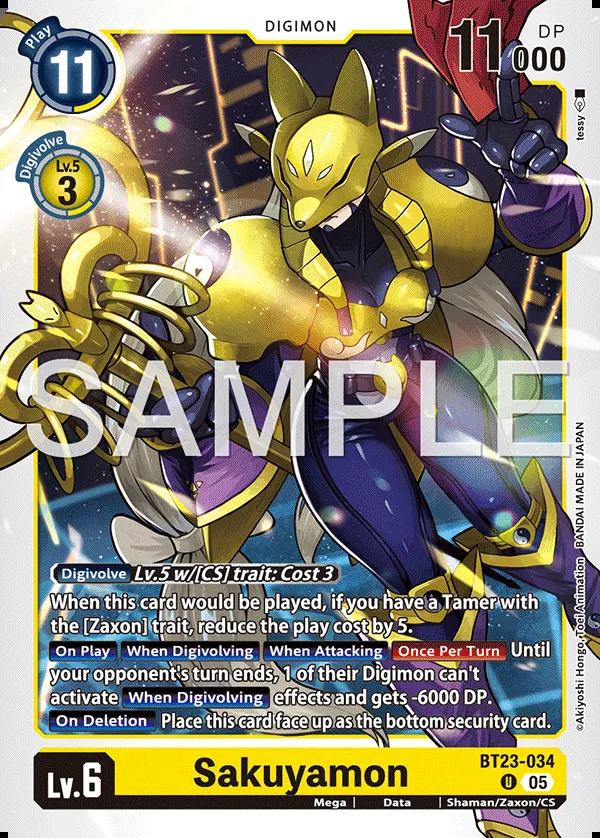 Play
11
DIGIMON
11000
DP
Digivolve
Lv.5
3
tessy
SAMPLE
©Akiyoshi Hongo, Toei Animation BANDAI MADE IN JAPAN
Digivolve Lv.5 w/[CS] trait: Cost 3
When this card would be played, if you have a Tamer with
the [Zaxon] trait, reduce the play cost by 5.
On Play When Digivolving When Attacking Once Per Turn Until
your opponent's turn ends, 1 of their Digimon can't
activate When Digivolving effects and gets -6000 DP.
On Deletion Place this card face up as the bottom security card.
Lv.6
Sakuyamon
BT23-034
U 05
Mega | Data | Shaman/Zaxon/CS